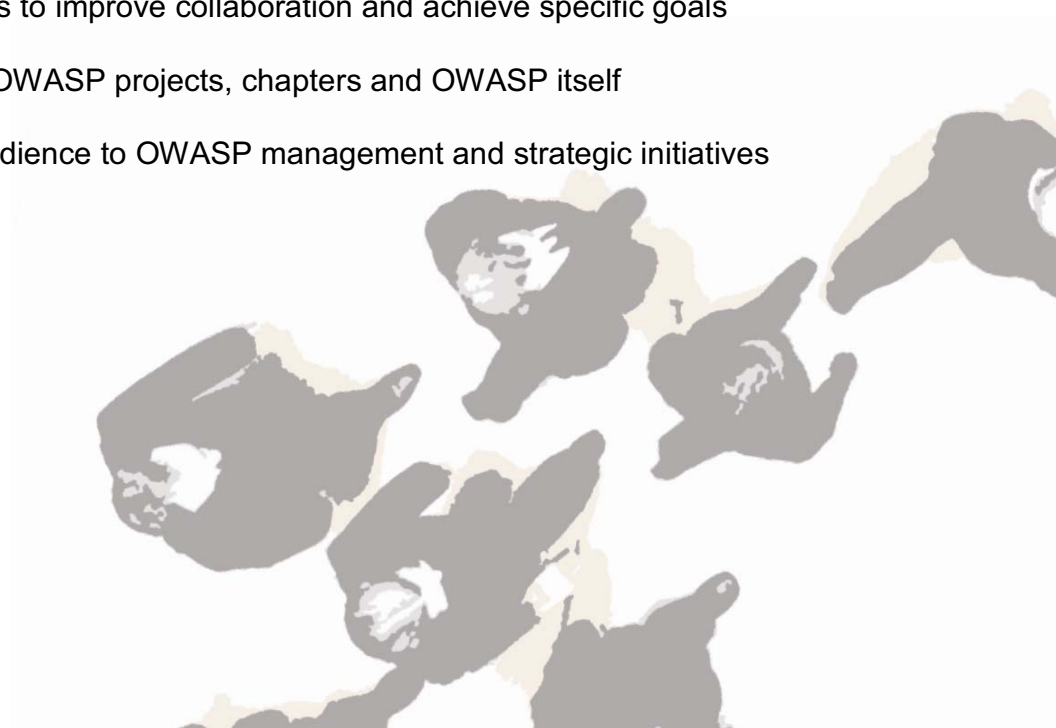 s to improve collaboration and achieve specific goals
OWASP projects, chapters and OWASP itself
dience to OWASP management and strategic initiatives